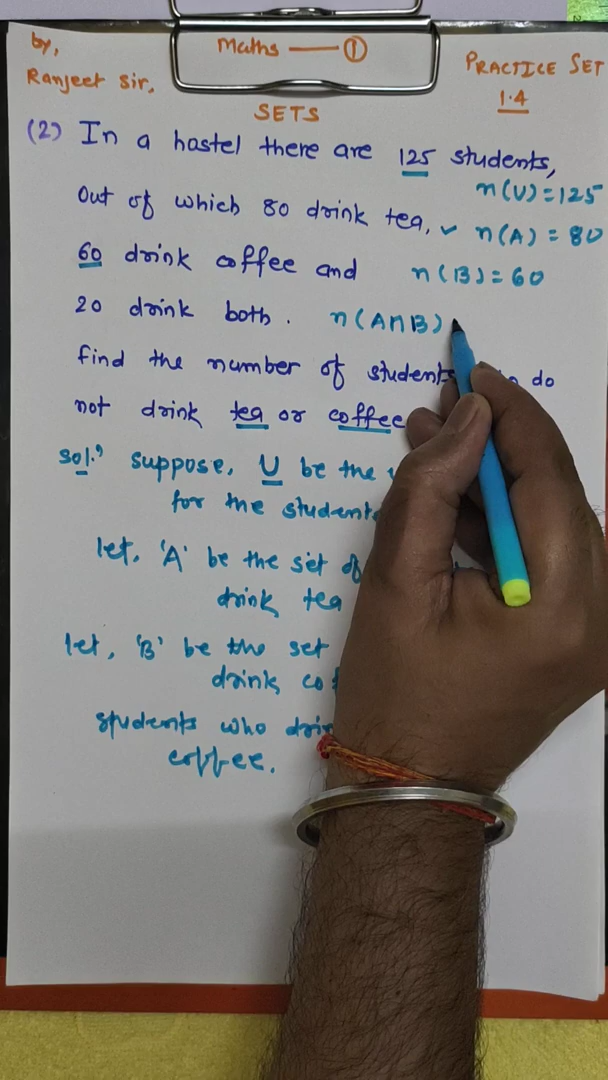 by,
Ranjeet Sir.
Maths — ①
PRACTICE SET
1.4
SETS
(2) In a hostel there are 125 students,
n(U)=125
Out of which 80 drink tea, ✓ n(A) = 80
60 drink coffee and n(B)=60
20 drink both. n(A∩B)
find the number of students do
not drink tea or coffee
Sol.ⁿ Suppose, U be the
for the students
let, 'A' be the set of
drink tea
let, 'B' be the set
drink
students who
coffee.